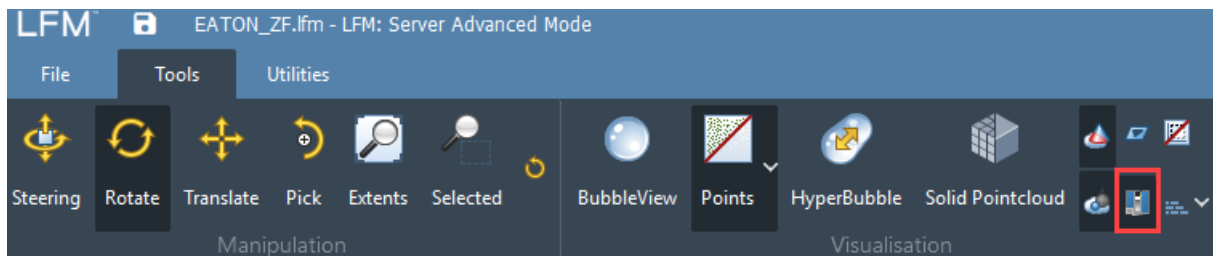 LFM™ EATON_ZF.lfm - LFM: Server Advanced Mode
File Tools Utilities
Steering Rotate Translate Pick Extents Selected BubbleView Points HyperBubble Solid Pointcloud
Manipulation Visualisation